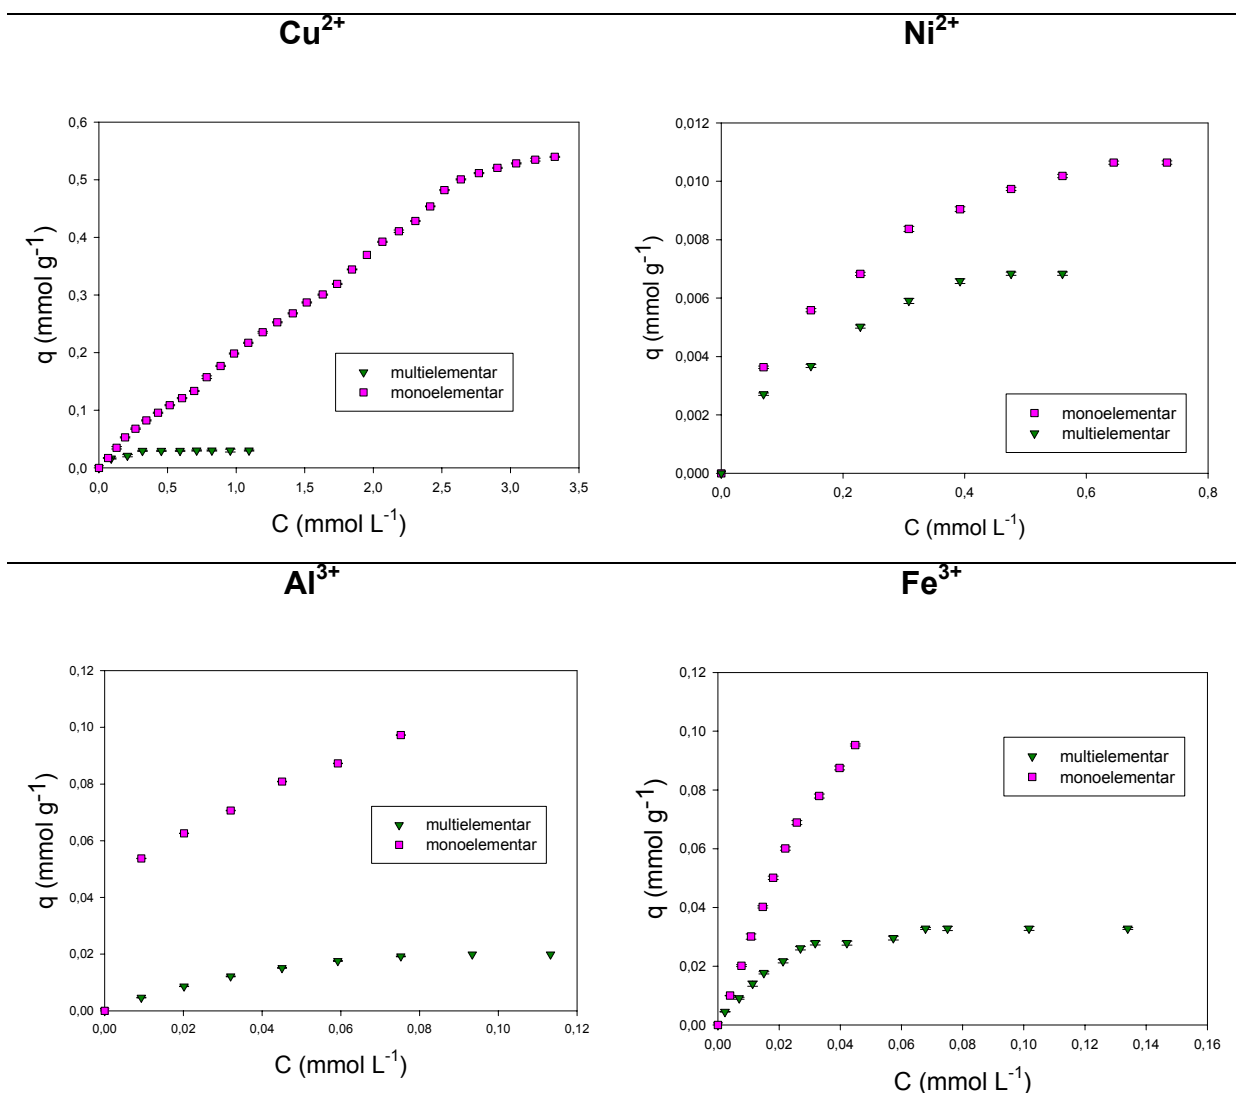 Cu²⁺
Ni²⁺
q (mmol g⁻¹)
0,6
0,5
0,4
0,3
0,2
0,1
0,0
multielementar
monoelementar
0,0 0,5 1,0 1,5 2,0 2,5 3,0 3,5
C (mmol L⁻¹)
q (mmol g⁻¹)
0,012
0,010
0,008
0,006
0,004
0,002
0,000
monoelementar
multielementar
0,0 0,2 0,4 0,6 0,8
C (mmol L⁻¹)
Al³⁺
Fe³⁺
q (mmol g⁻¹)
0,12
0,10
0,08
0,06
0,04
0,02
0,00
multielementar
monoelementar
0,00 0,02 0,04 0,06 0,08 0,10 0,12
C (mmol L⁻¹)
q (mmol g⁻¹)
0,12
0,10
0,08
0,06
0,04
0,02
0,00
multielementar
monoelementar
0,00 0,02 0,04 0,06 0,08 0,10 0,12 0,14 0,16
C (mmol L⁻¹)